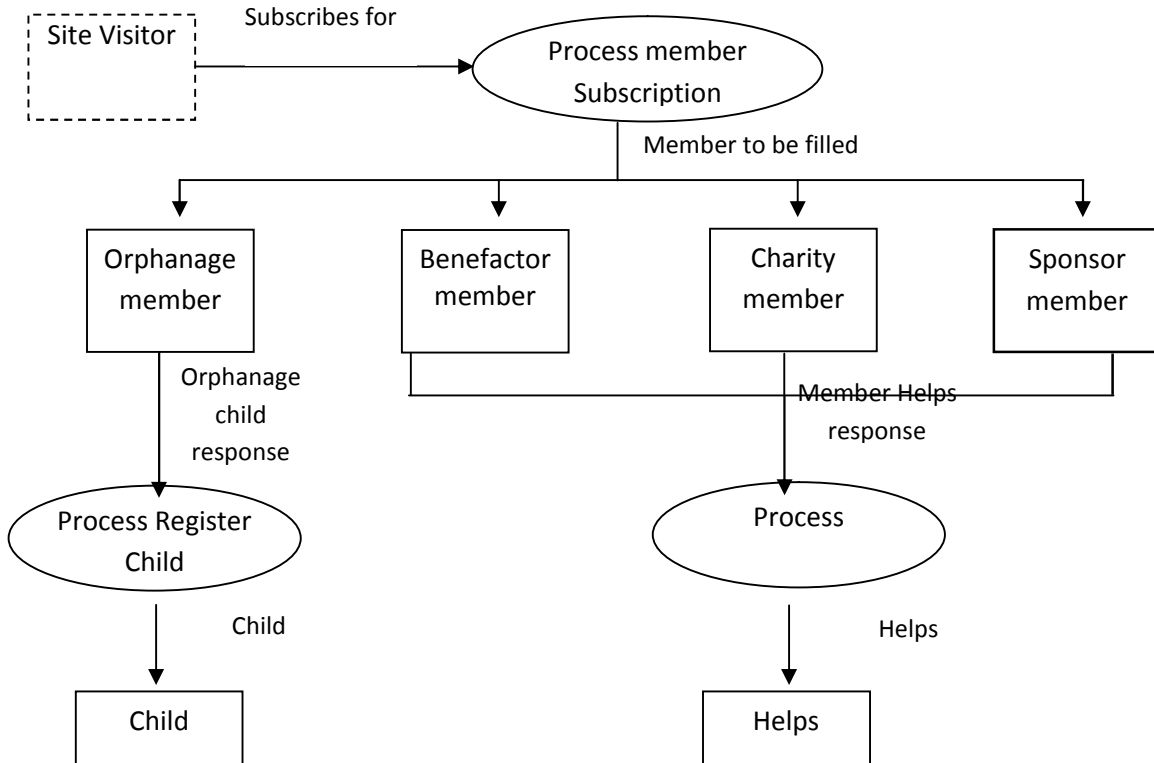 Subscribes for
Site Visitor
Process member
Subscription
Member to be filled
Orphanage
member
Benefactor
member
Charity
member
Sponsor
member
Orphanage
child
response
Member Helps
response
Process Register
Child
Process
Child
Helps
Child
Helps